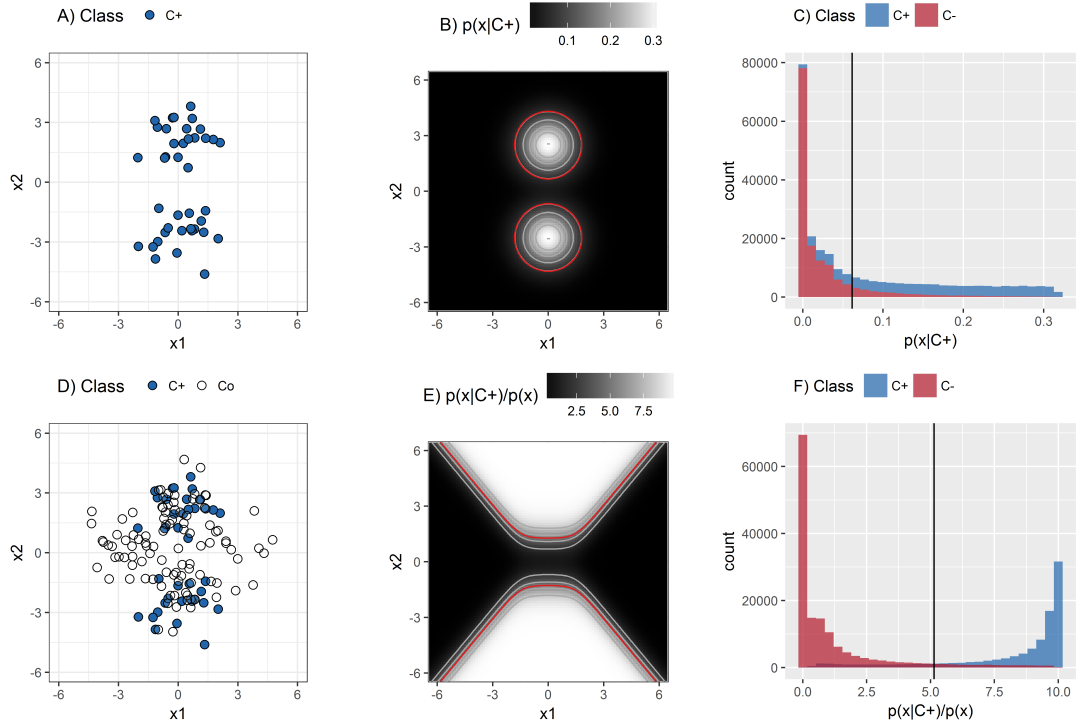 A) Class C+
6
3
0
-3
-6
x2
-6 -3 0 3 6
x1
B) p(x|C+)
0.1 0.2 0.3
6
3
0
-3
-6
x2
-6 -3 0 3 6
x1
C) Class C+ C-
80000
60000
40000
20000
0
count
0.0 0.1 0.2 0.3
p(x|C+)
D) Class C+ Co
6
3
0
-3
-6
x2
-6 -3 0 3 6
x1
E) p(x|C+)/p(x)
2.5 5.0 7.5
6
3
0
-3
-6
x2
-6 -3 0 3 6
x1
F) Class C+ C-
60000
40000
20000
0
count
0.0 2.5 5.0 7.5 10.0
p(x|C+)/p(x)